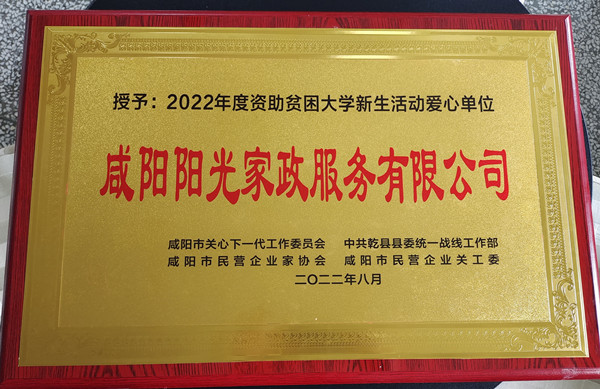 授予：2022年度资助贫困大学新生活动爱心单位
咸阳阳光家政服务有限公司
咸阳市关心下一代工作委员会 中共乾县县委统一战线工作部
咸阳市民营企业家协会 咸阳市民营企业关工委
二〇二二年八月